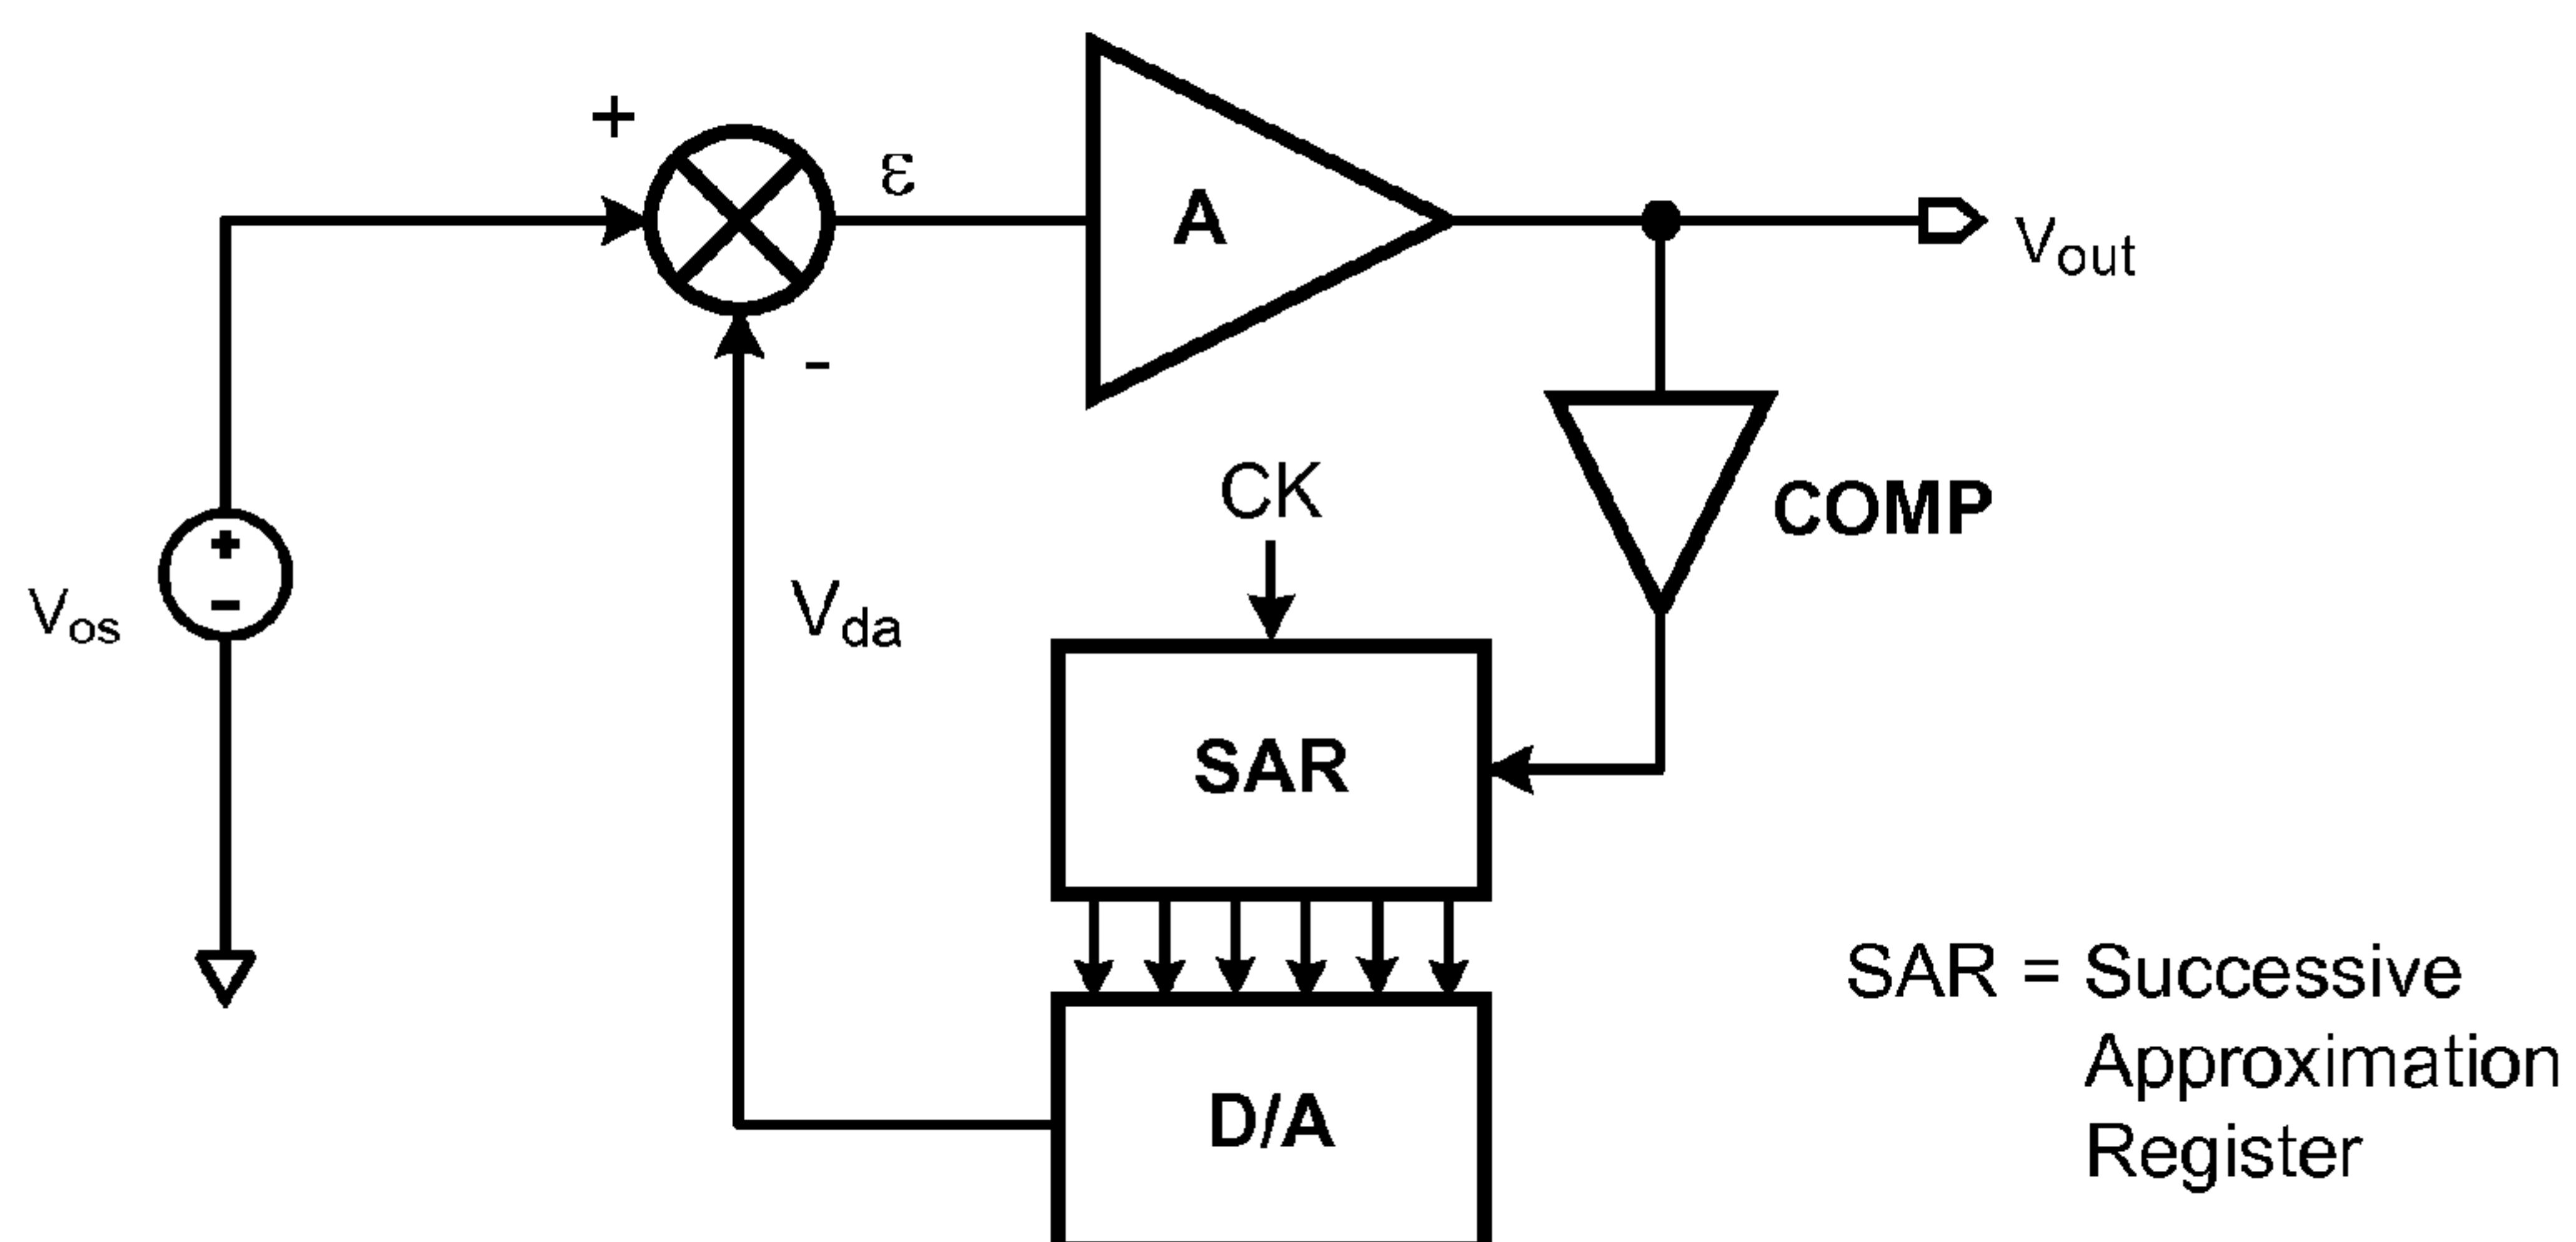 +
ε
A
V_out
-
CK
COMP
+
-
V_os
V_da
SAR
SAR = Successive
Approximation
Register
D/A